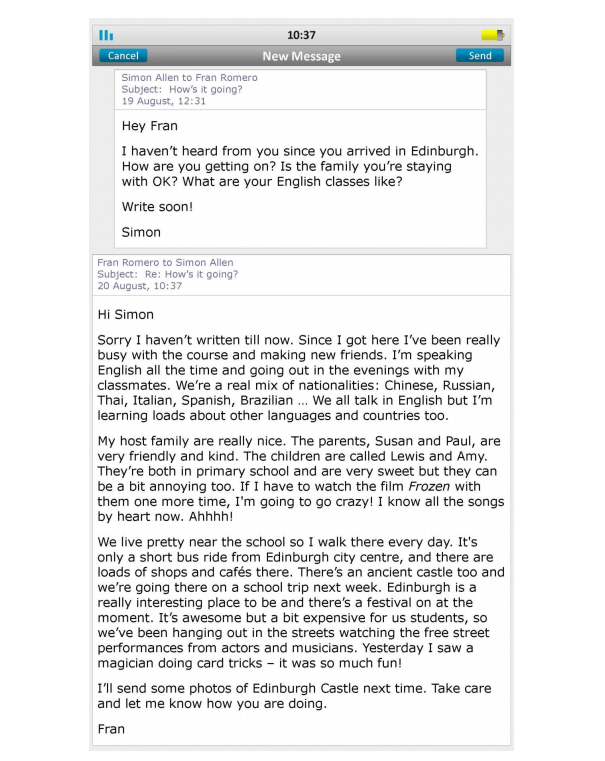 10:37
Cancel New Message Send
Simon Allen to Fran Romero
Subject: How's it going?
19 August, 12:31
Hey Fran
I haven't heard from you since you arrived in Edinburgh.
How are you getting on? Is the family you're staying
with OK? What are your English classes like?
Write soon!
Simon
Fran Romero to Simon Allen
Subject: Re: How's it going?
20 August, 10:37
Hi Simon
Sorry I haven't written till now. Since I got here I've been really
busy with the course and making new friends. I'm speaking
English all the time and going out in the evenings with my
classmates. We're a real mix of nationalities: Chinese, Russian,
Thai, Italian, Spanish, Brazilian … We all talk in English but I'm
learning loads about other languages and countries too.
My host family are really nice. The parents, Susan and Paul, are
very friendly and kind. The children are called Lewis and Amy.
They're both in primary school and are very sweet but they can
be a bit annoying too. If I have to watch the film Frozen with
them one more time, I'm going to go crazy! I know all the songs
by heart now. Ahhhh!
We live pretty near the school so I walk there every day. It's
only a short bus ride from Edinburgh city centre, and there are
loads of shops and cafés there. There's an ancient castle too and
we're going there on a school trip next week. Edinburgh is a
really interesting place to be and there's a festival on at the
moment. It's awesome but a bit expensive for us students, so
we've been hanging out in the streets watching the free street
performances from actors and musicians. Yesterday I saw a
magician doing card tricks – it was so much fun!
I'll send some photos of Edinburgh Castle next time. Take care
and let me know how you are doing.
Fran